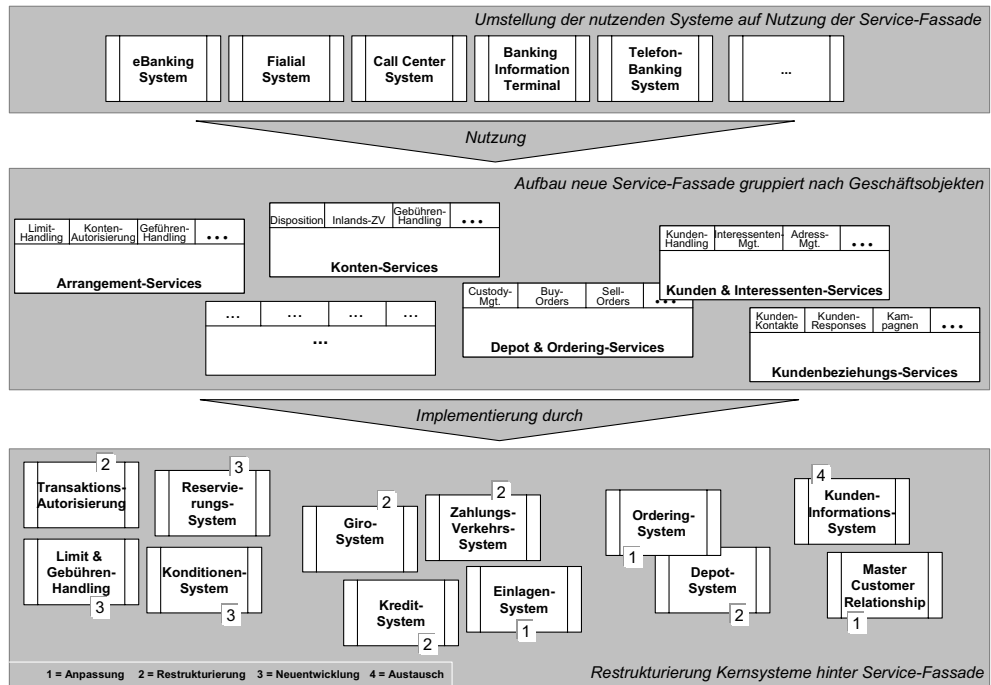 Umstellung der nutzenden Systeme auf Nutzung der Service-Fassade
eBanking
System
Fialial
System
Call Center
System
Banking
Information
Terminal
Telefon-
Banking
System
...
Nutzung
Aufbau neue Service-Fassade gruppiert nach Geschäftsobjekten
Limit-
Handling
Konten-
Autorisierung
Geführen-
Handling
...
Arrangement-Services
Disposition
Inlands-ZV
Gebühren-
Handling
...
Konten-Services
Kunden-
Handling
Interessenten-
Mgt.
Adress-
Mgt.
...
Kunden & Interessenten-Services
...
...
...
...
...
Custody-
Mgt.
Buy-
Orders
Sell-
Orders
...
Depot & Ordering-Services
Kunden-
Kontakte
Kunden-
Responses
Kam-
pagnen
...
Kundenbeziehungs-Services
Implementierung durch
2
Transaktions-
Autorisierung
3
Reservie-
rungs-
System
2
Giro-
System
2
Zahlungs-
Verkehrs-
System
Ordering-
System
1
4
Kunden-
Informations-
System
Limit &
Gebühren-
Handling
3
Konditionen-
System
3
Kredit-
System
2
Einlagen-
System
1
Depot-
System
2
Master
Customer
Relationship
1
1 = Anpassung 2 = Restrukturierung 3 = Neuentwicklung 4 = Austausch
Restrukturierung Kernsysteme hinter Service-Fassade